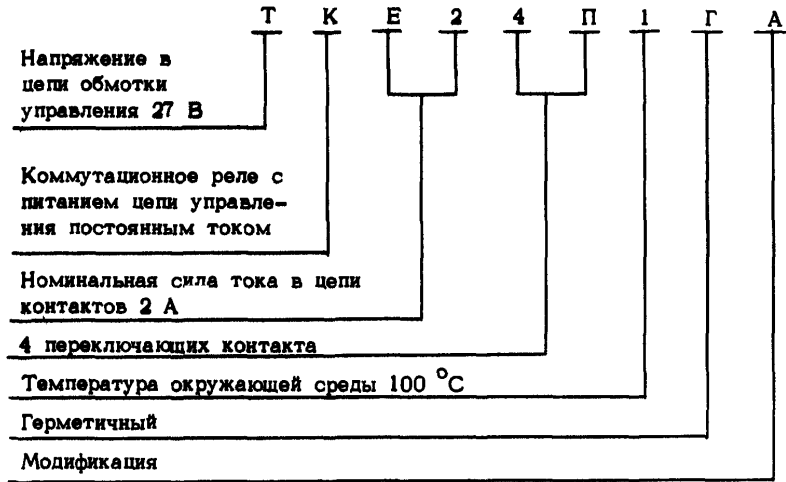 Т К Е 2 4 П 1 Г А
Напряжение в
цепи обмотки
управления 27 В
Коммутационное реле с
питанием цепи управле-
ния постоянным током
Номинальная сила тока в цепи
контактов 2 А
4 переключающих контакта
Температура окружающей среды 100 °С
Герметичный
Модификация